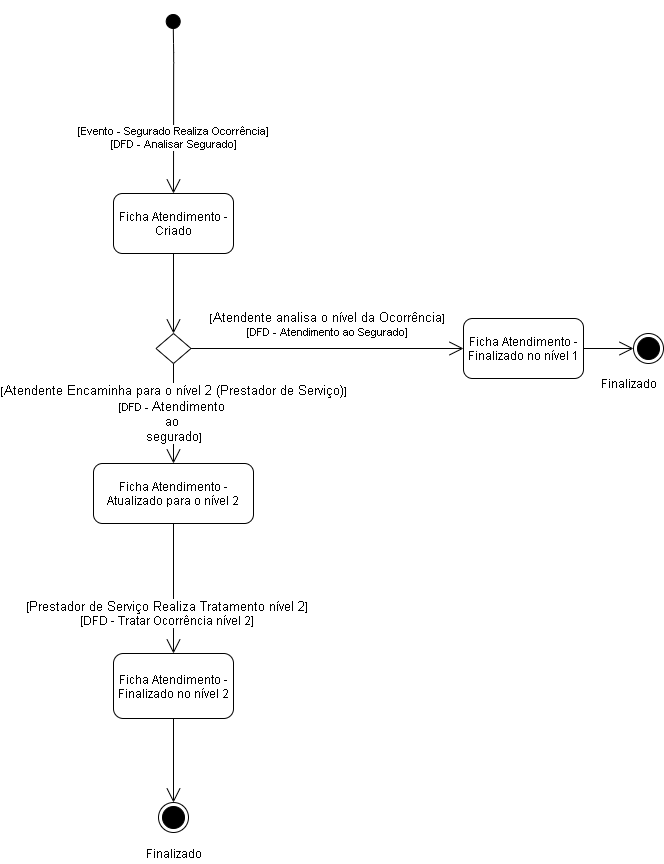 [Evento - Segurado Realiza Ocorrência]
[DFD - Analisar Segurado]
Ficha Atendimento -
Criado
[Atendente analisa o nível da Ocorrência]
[DFD - Atendimento ao Segurado]
Ficha Atendimento -
Finalizado no nível 1
Finalizado
[Atendente Encaminha para o nível 2 (Prestador de Serviço)]
[DFD - Atendimento
ao
segurado]
Ficha Atendimento -
Atualizado para o nível 2
[Prestador de Serviço Realiza Tratamento nível 2]
[DFD - Tratar Ocorrência nível 2]
Ficha Atendimento -
Finalizado no nível 2
Finalizado